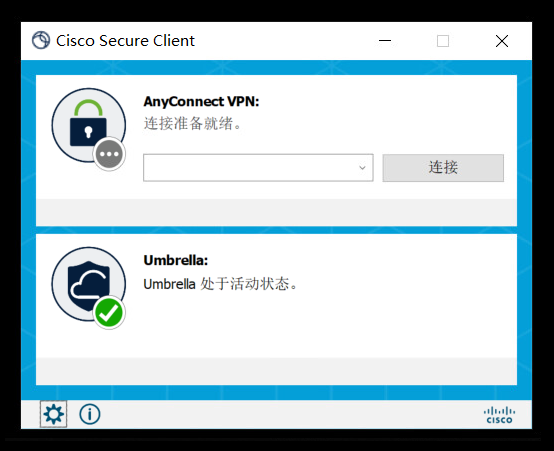 Cisco Secure Client
AnyConnect VPN:
连接准备就绪。
连接
Umbrella:
Umbrella 处于活动状态。
CISCO